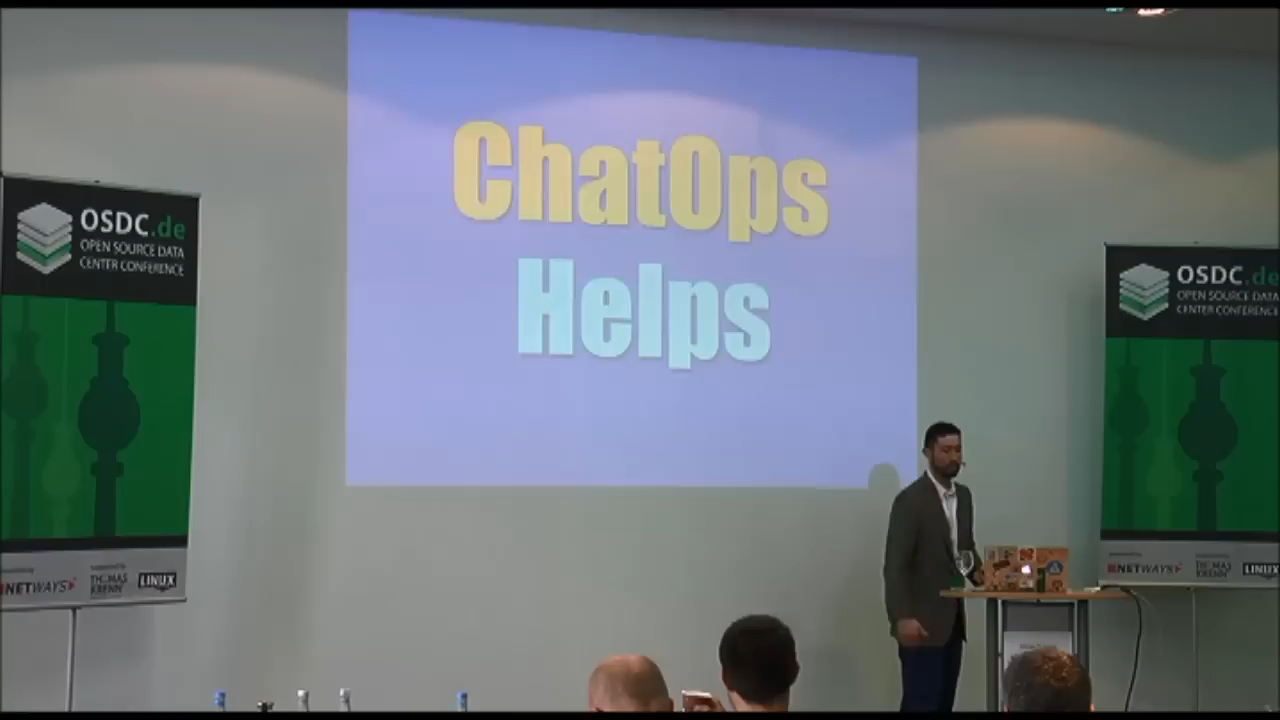 ChatOps
Helps
OSDC.de
OPEN SOURCE DATA
CENTER CONFERENCE
NETWAYS
THOMAS
KRENN
LINUX
OSDC.de
OPEN SOURCE DATA
CENTER CONFERENCE
NETWAYS
THOMAS
KRENN
LINUX